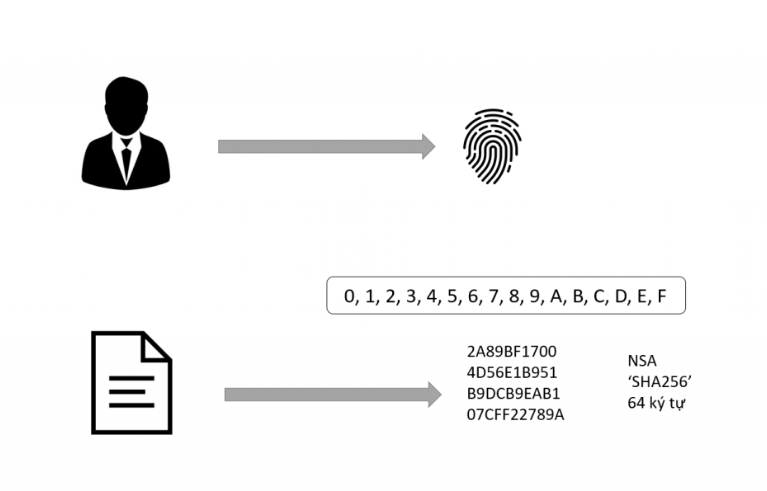 0, 1, 2, 3, 4, 5, 6, 7, 8, 9, A, B, C, D, E, F
2A89BF1700
4D56E1B951
B9DCB9EAB1
07CFF22789A
NSA
‘SHA256’
64 ký tự